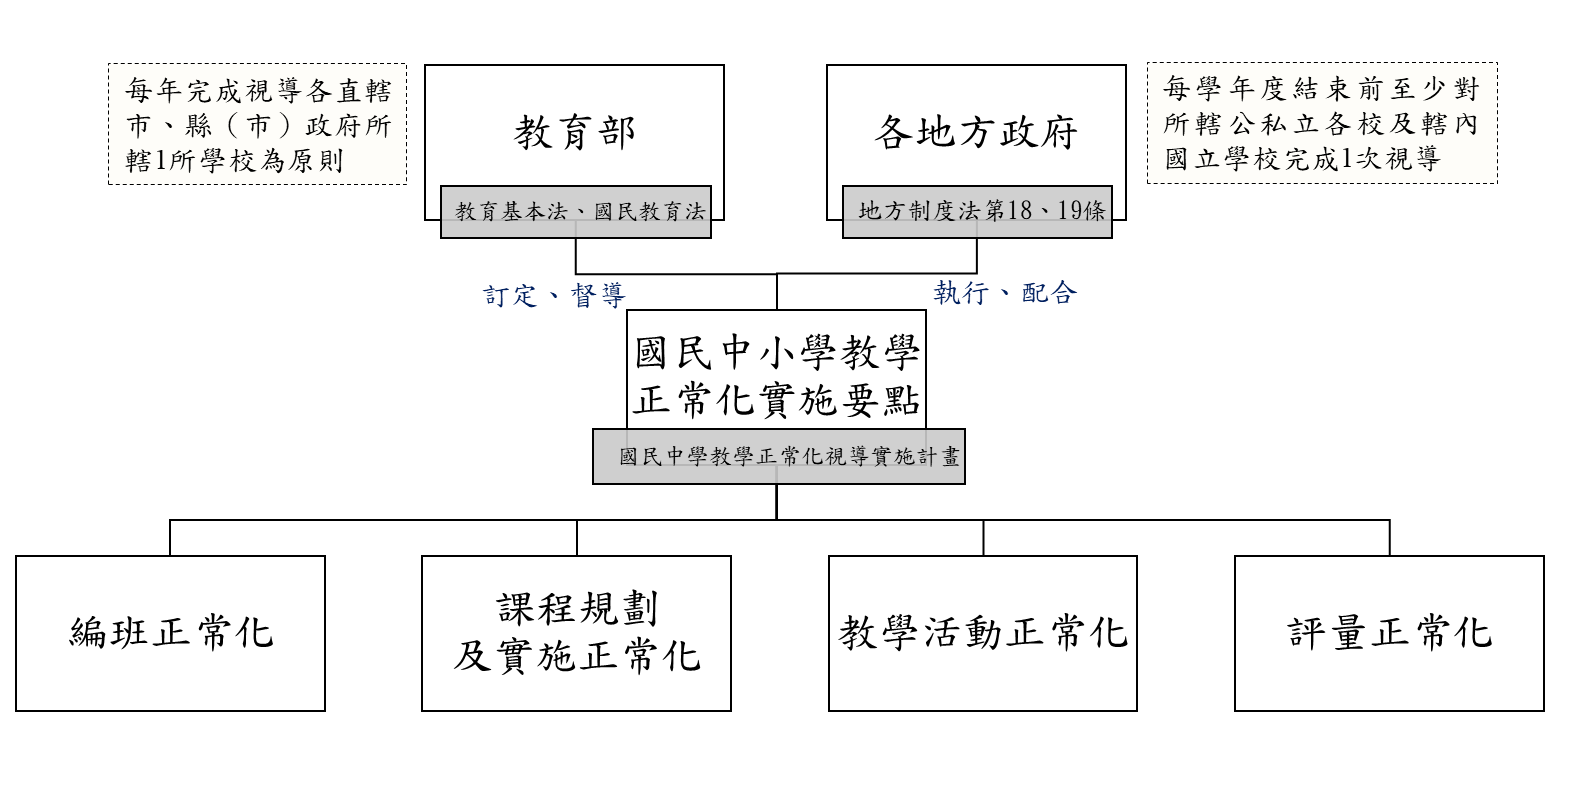 每年完成視導各直轄
市、縣（市）政府所
轄1所學校為原則
教育部
教育基本法、國民教育法
各地方政府
地方制度法第18、19條
每學年度結束前至少對
所轄公私立各校及轄內
國立學校完成1次視導
訂定、督導
執行、配合
國民中小學教學
正常化實施要點
國民中學教學正常化視導實施計畫
編班正常化
課程規劃
及實施正常化
教學活動正常化
評量正常化